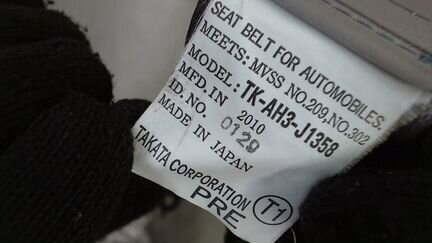 SEAT BELT FOR AUTOMOBILES.
MEETS: MVSS NO.209, NO.302
MODEL: TK-AH3-J1358
MFD. IN 2010
ID. NO. 0129
MADE IN JAPAN
TAKATA CORPORATION T1
PRE